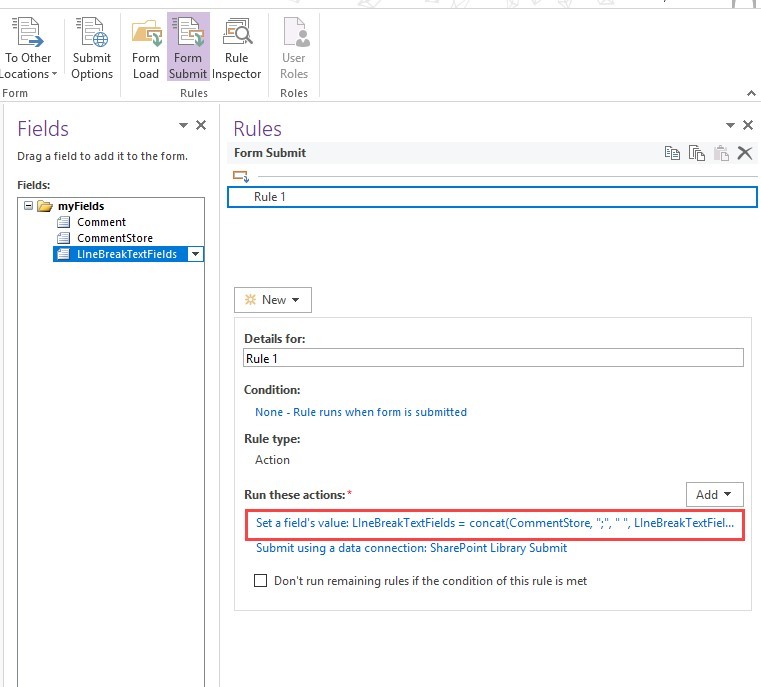 To Other
Locations
Submit
Options
Form
Load
Form
Submit
Rule
Inspector
User
Roles
Form
Rules
Roles
Fields
Drag a field to add it to the form.
Fields:
myFields
Comment
CommentStore
LIneBreakTextFields
Rules
Form Submit
Rule 1
New
Details for:
Rule 1
Condition:
None - Rule runs when form is submitted
Rule type:
Action
Run these actions:*
Add
Set a field's value: LIneBreakTextFields = concat(CommentStore, ";", " ", LIneBreakTextFiel...
Submit using a data connection: SharePoint Library Submit
Don't run remaining rules if the condition of this rule is met